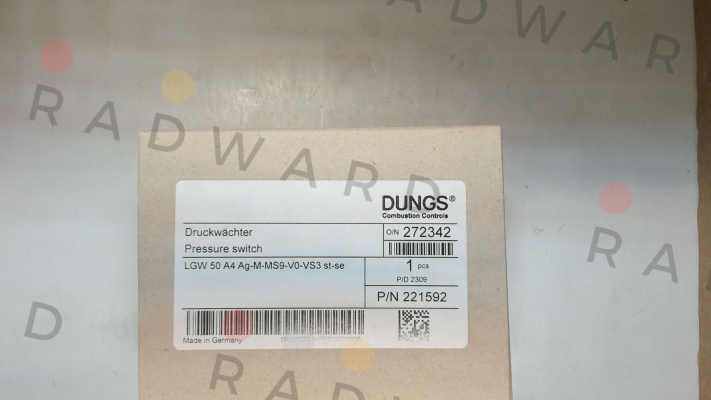 RADWARD
DUNGS®
Combustion Controls
Druckwächter
Pressure switch
O/N 272342
LGW 50 A4 Ag-M-MS9-V0-VS3 st-se
1 pcs
P/D 2309
P/N 221592
Made in Germany
RADWARD
RA
D
RADWAR